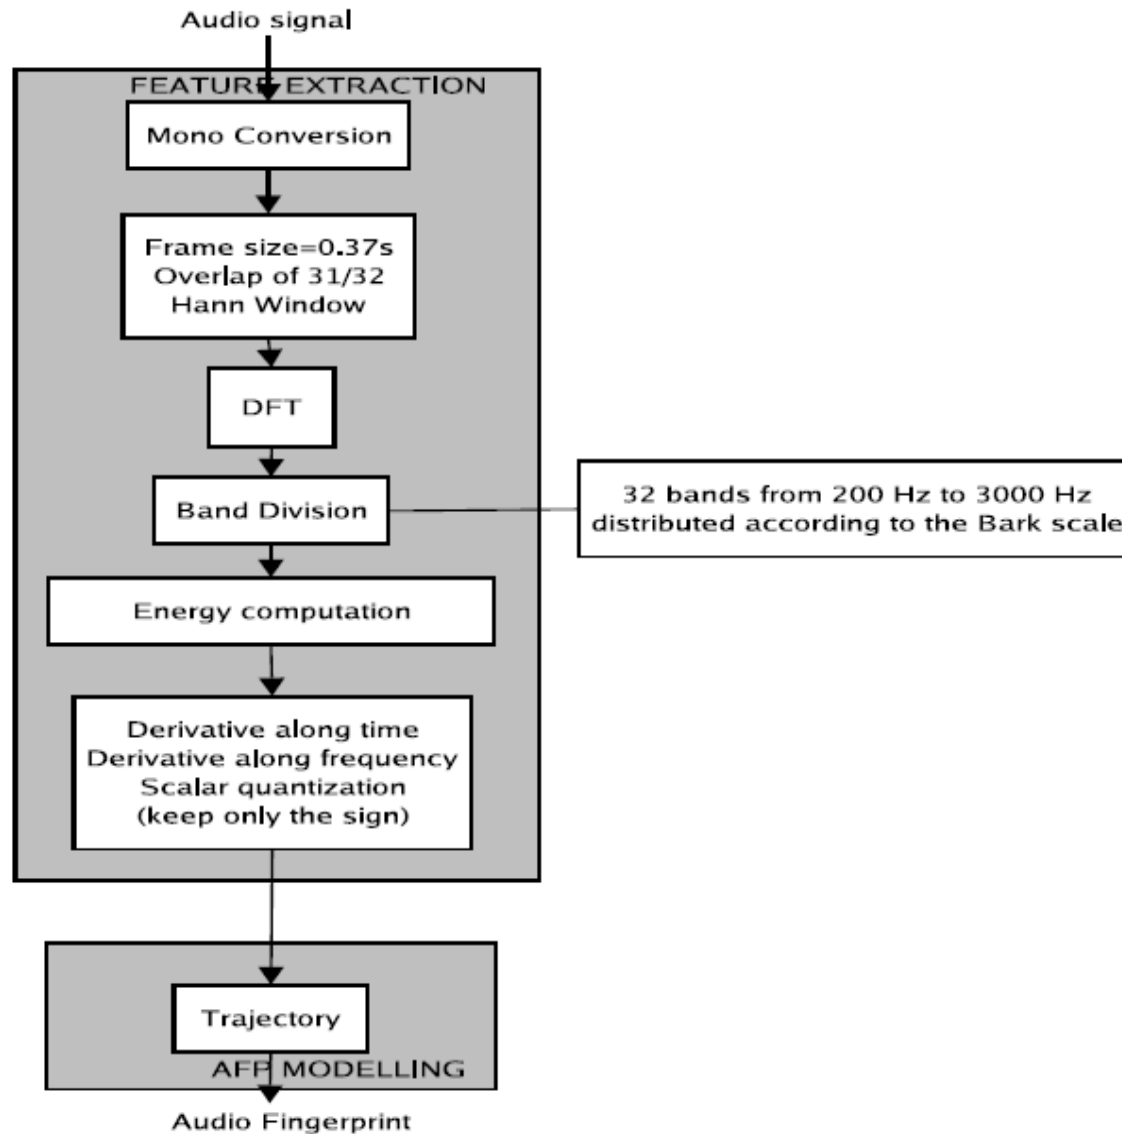 Audio signal
FEATURE EXTRACTION
Mono Conversion
Frame size=0.37s
Overlap of 31/32
Hann Window
DFT
Band Division
32 bands from 200 Hz to 3000 Hz
distributed according to the Bark scale
Energy computation
Derivative along time
Derivative along frequency
Scalar quantization
(keep only the sign)
Trajectory
AFP MODELLING
Audio Fingerprint